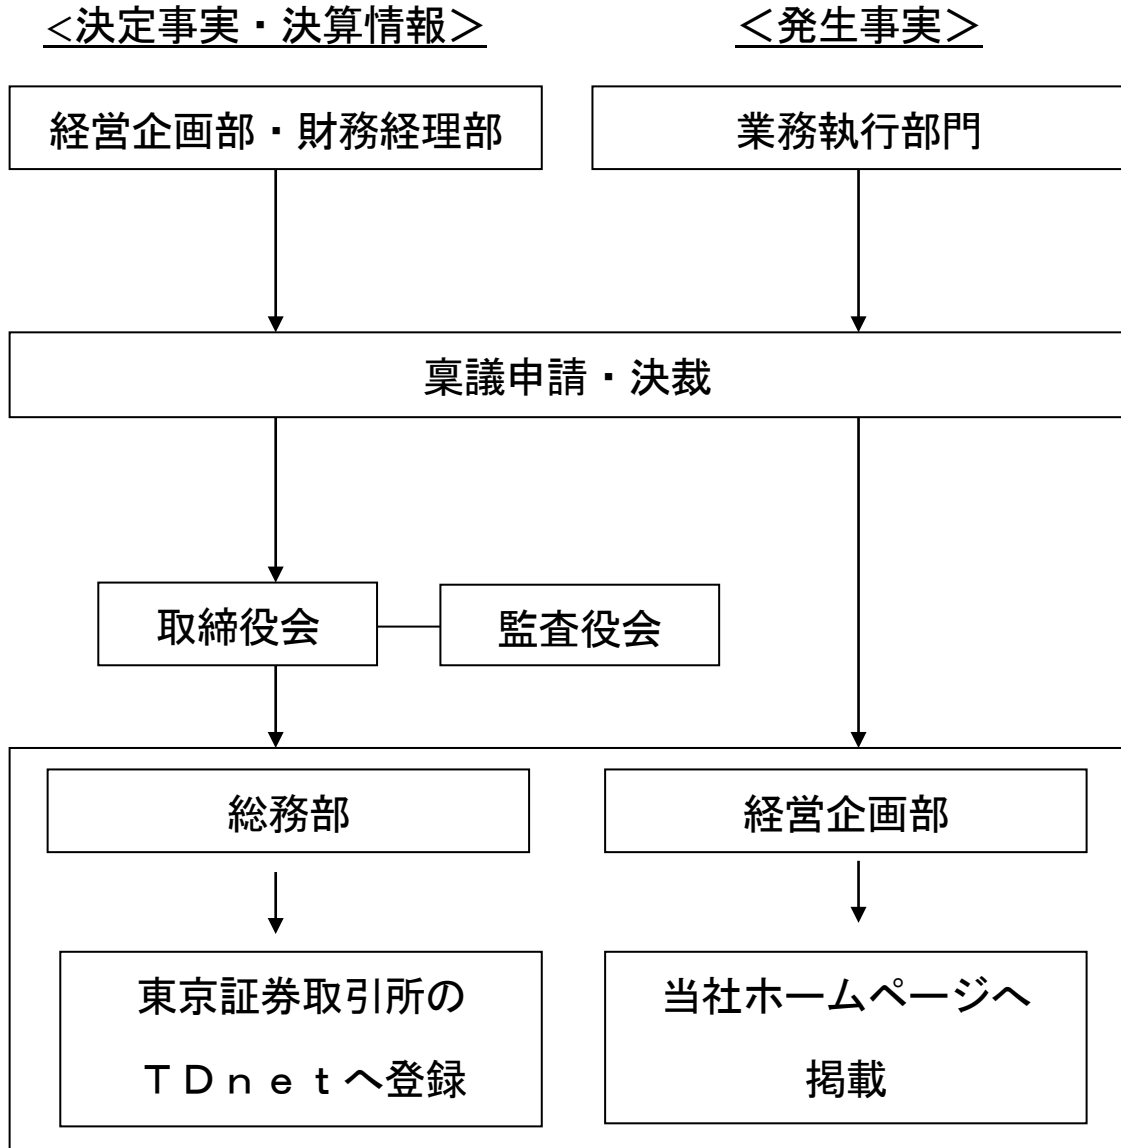 <決定事実・決算情報＞
＜発生事実＞
経営企画部・財務経理部
業務執行部門
稟議申請・決裁
取締役会
監査役会
総務部
経営企画部
東京証券取引所の
ＴＤｎｅｔへ登録
当社ホームページへ
掲載